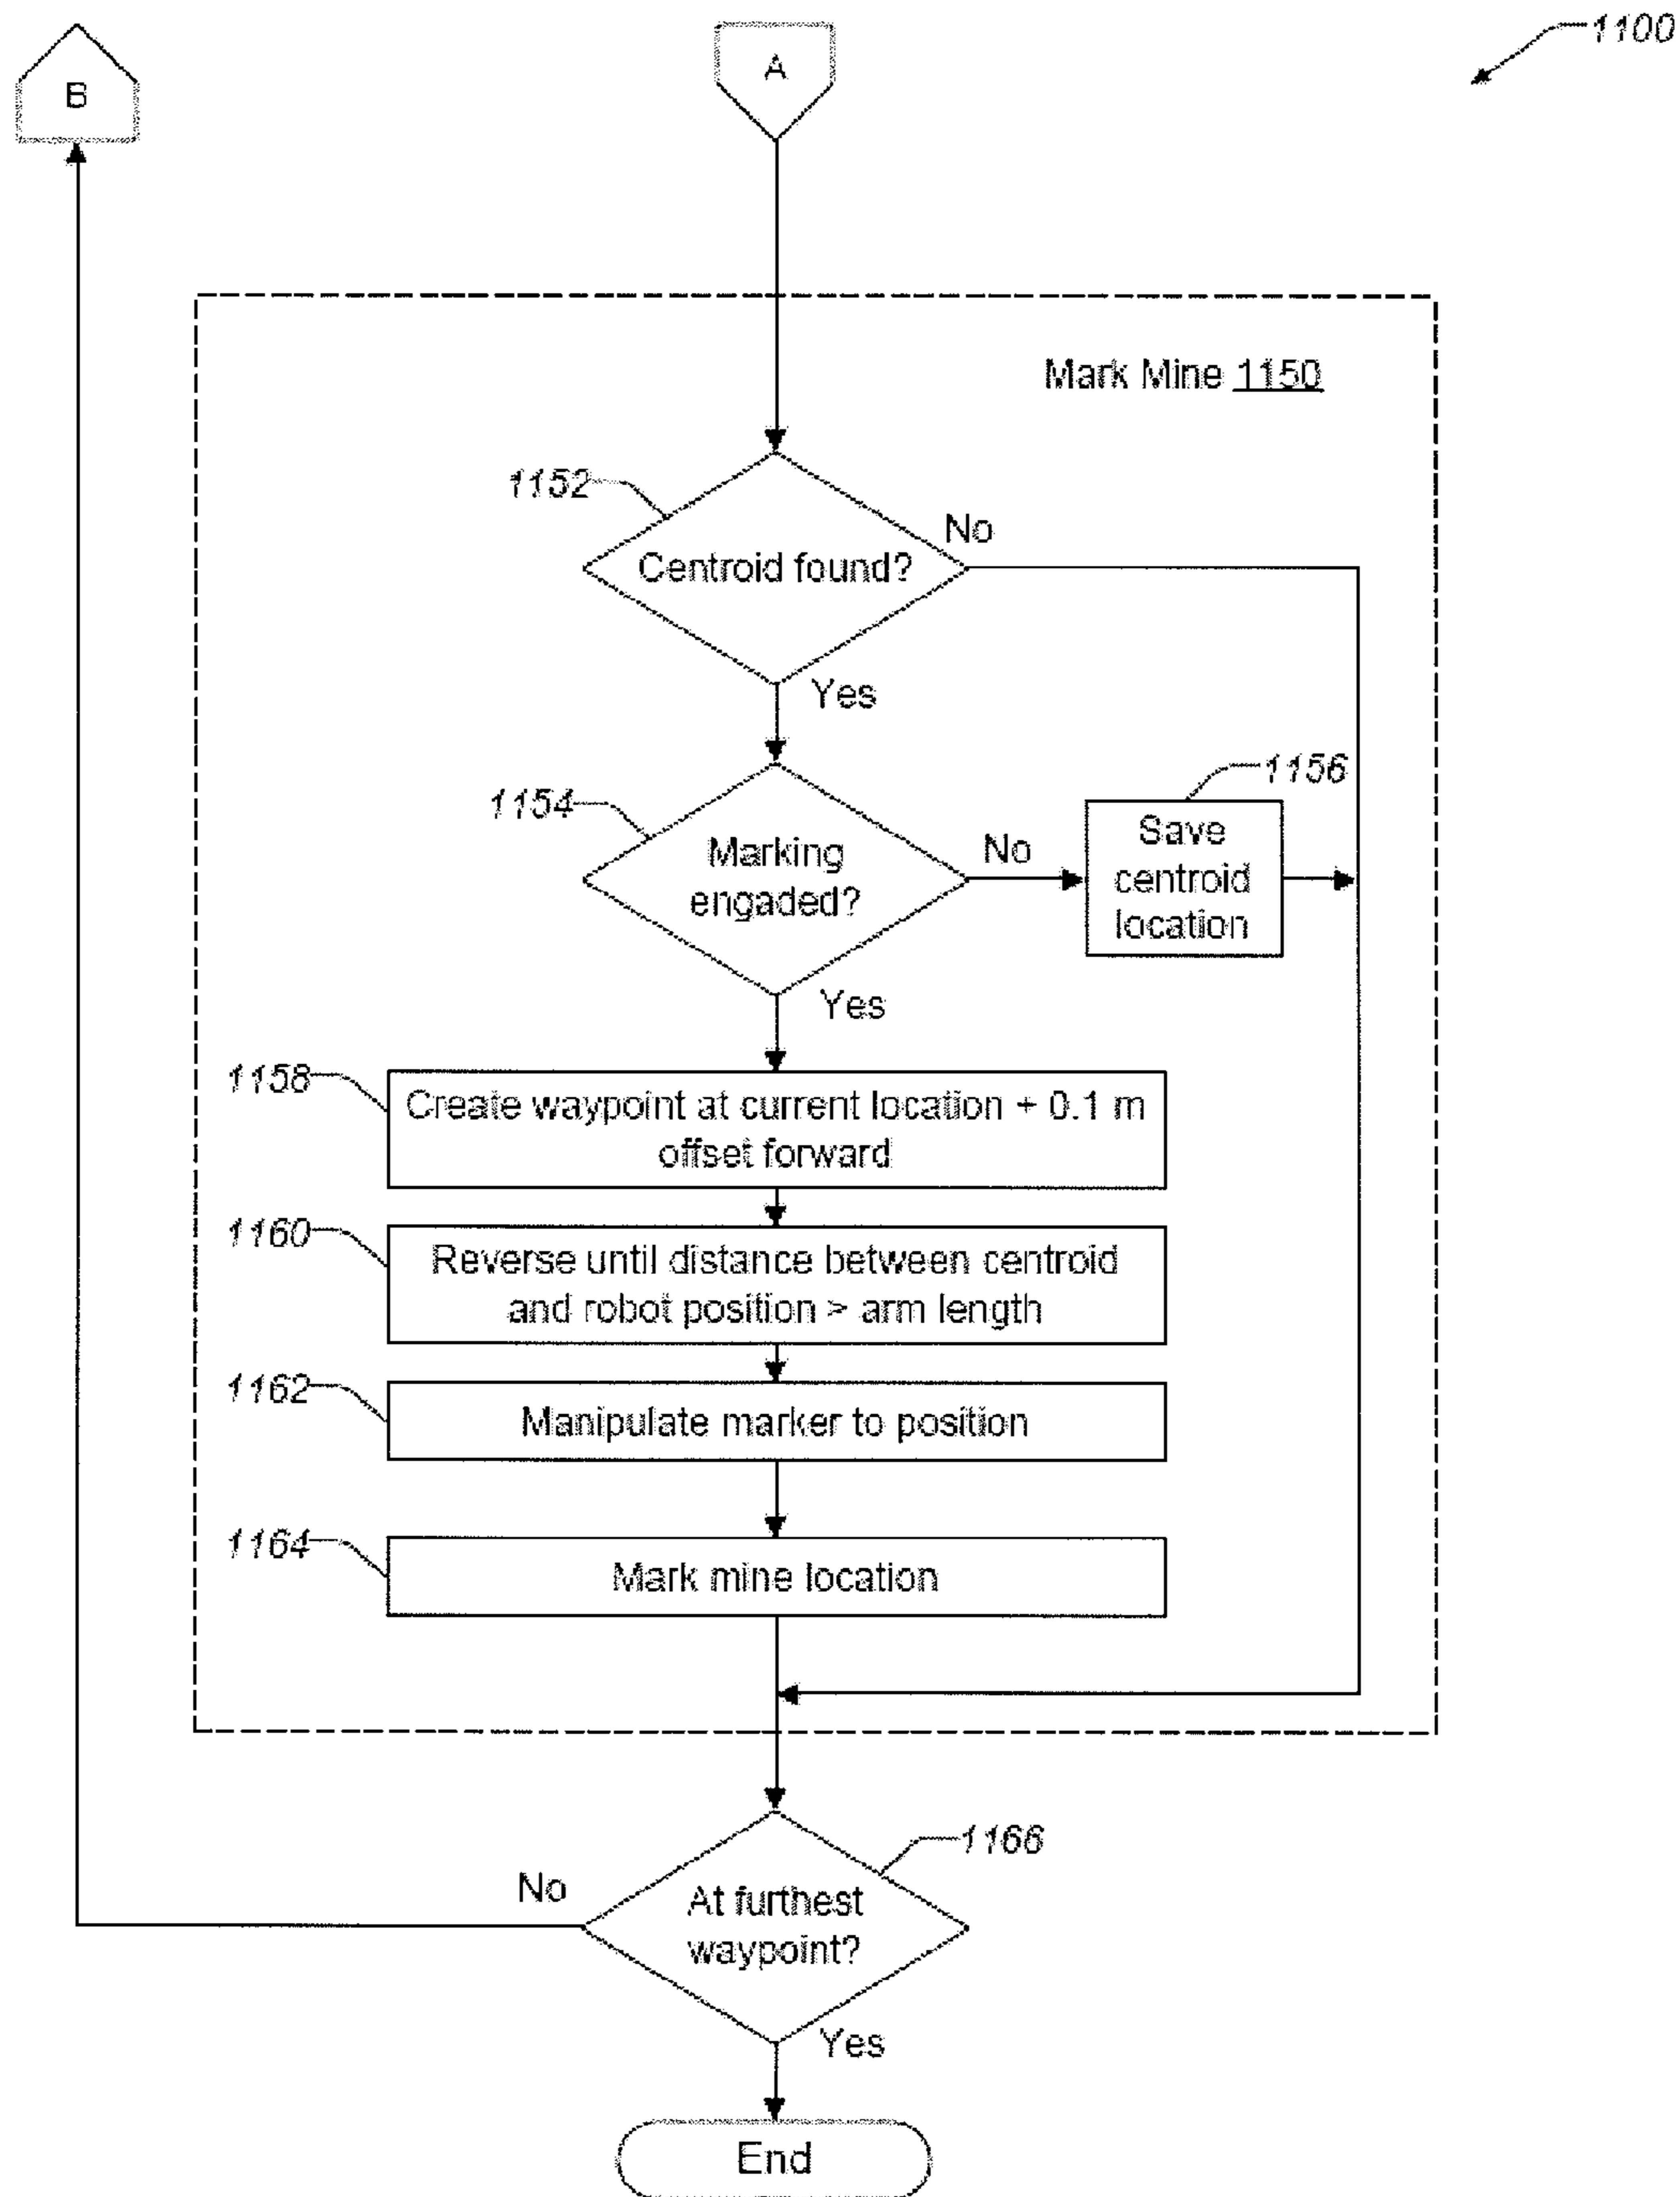 1100
B
A
Mark Mine 1150
1152
Centroid found?
No
Yes
1154
Marking
engaded?
No
1156
Save
centroid
location
Yes
1158
Create waypoint at current location + 0.1 m
offset forward
1160
Reverse until distance between centroid
and robot position > arm length
1162
Manipulate marker to position
1164
Mark mine location
1166
At furthest
waypoint?
No
Yes
End